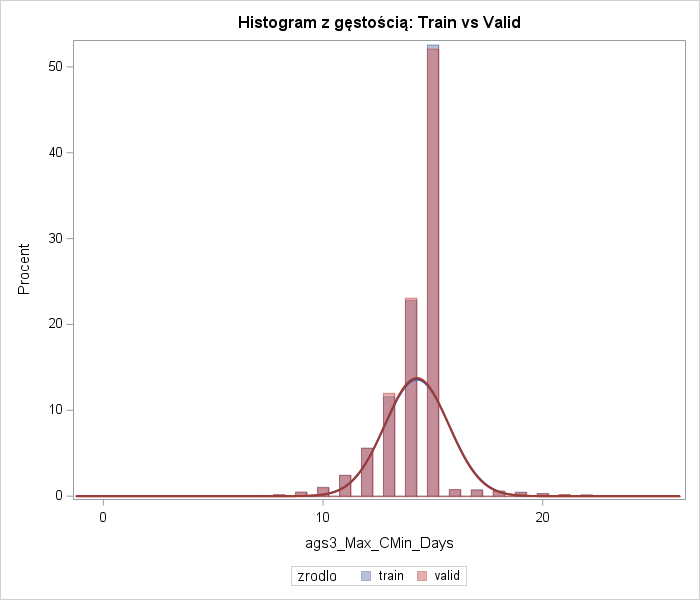 Histogram z gęstością: Train vs Valid
Procent
50
40
30
20
10
0
0 10 20
ags3_Max_CMin_Days
zrodlo train valid